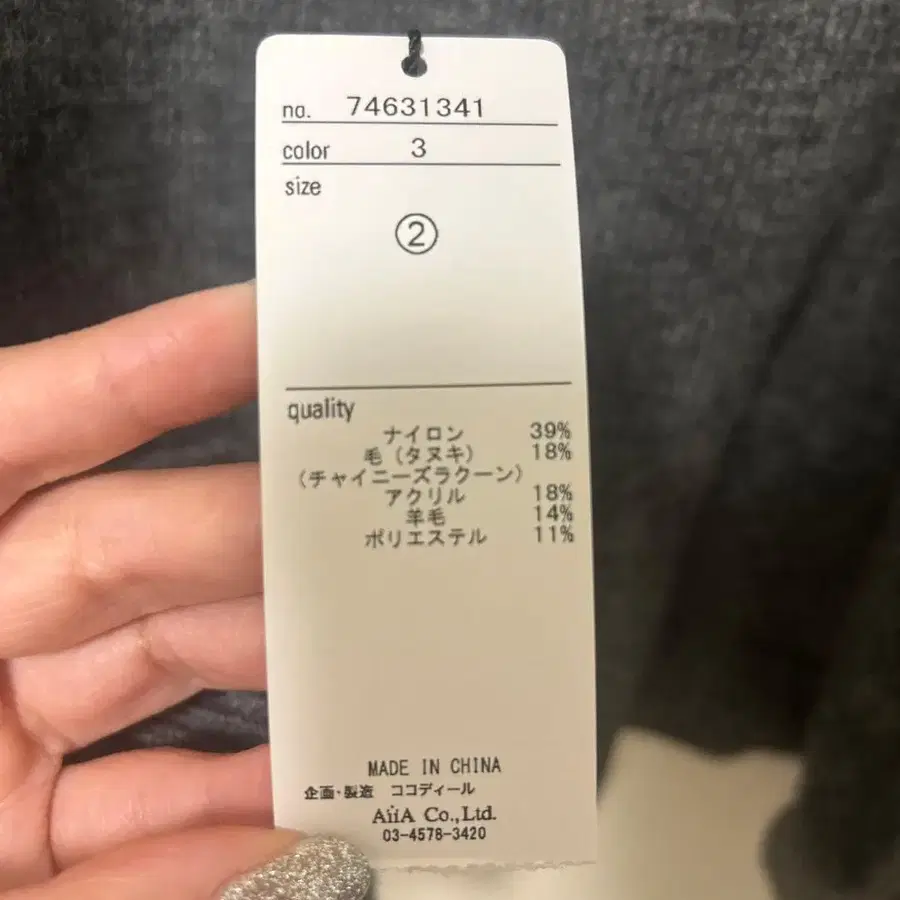 no. 74631341
color 3
size
②
quality
ナイロン 39%
毛（タヌキ） 18%
（チャイニーズラクーン）
アクリル 18%
羊毛 14%
ポリエステル 11%
MADE IN CHINA
企画・製造 ココディール
AiiA Co.,Ltd.
03-4578-3420